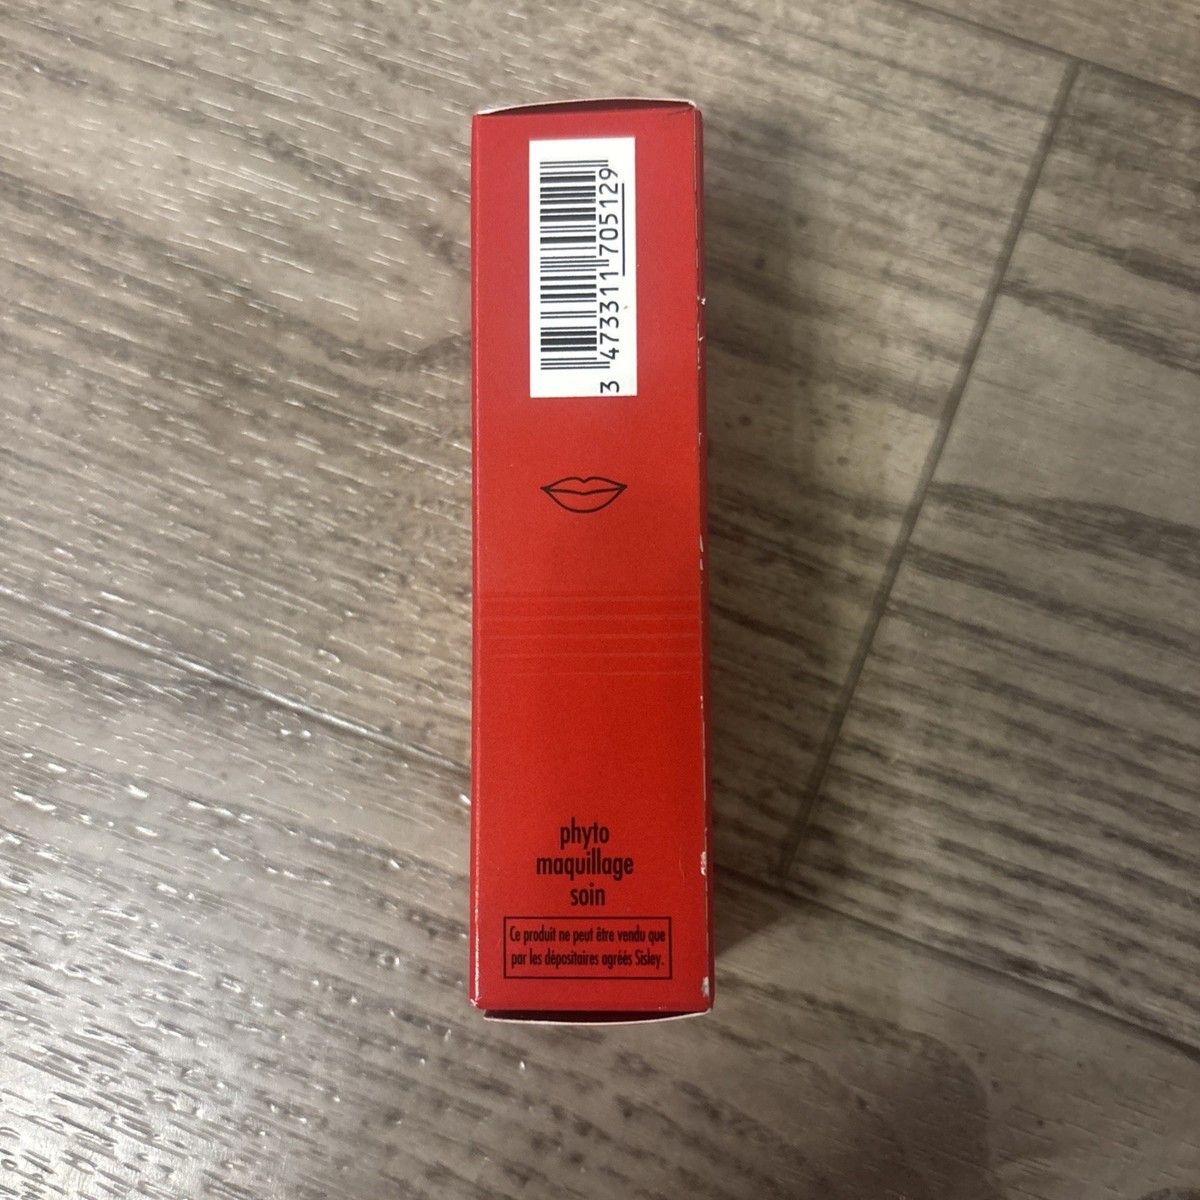 3 473311 705129
phyto
maquillage
soin
Ce produit ne peut être vendu que
par les dépositaires agréés Sisley.